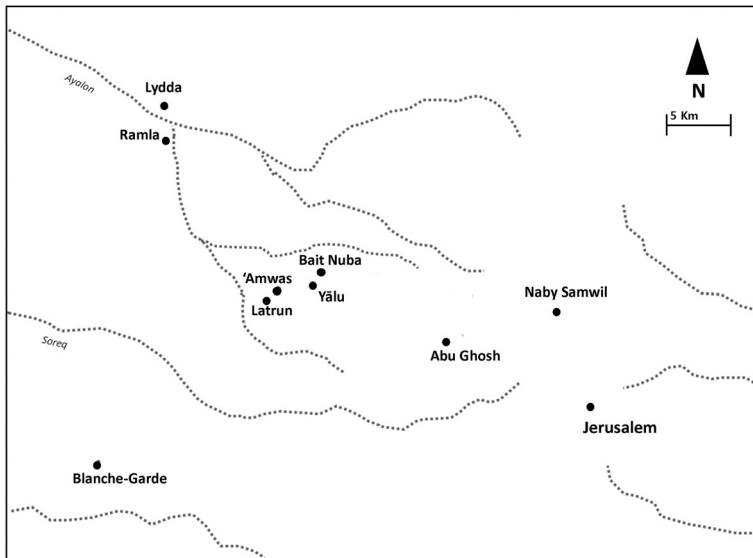 Lydda
Ayalon
Ramla
N
5 Km
Bait Nuba
‘Amwas
Yālu
Latrun
Naby Samwil
Abu Ghosh
Soreq
Jerusalem
Blanche-Garde